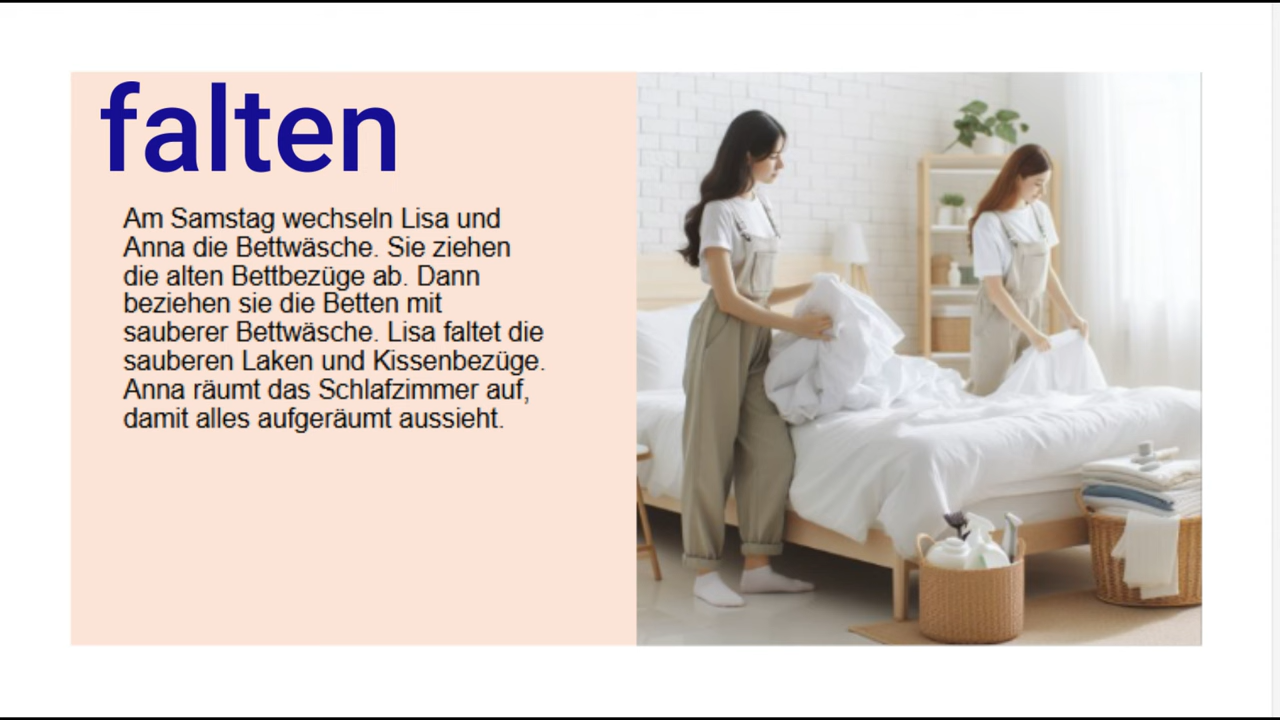 falten
Am Samstag wechseln Lisa und
Anna die Bettwäsche. Sie ziehen
die alten Bettbezüge ab. Dann
beziehen sie die Betten mit
sauberer Bettwäsche. Lisa faltet die
sauberen Laken und Kissenbezüge.
Anna räumt das Schlafzimmer auf,
damit alles aufgeräumt aussieht.